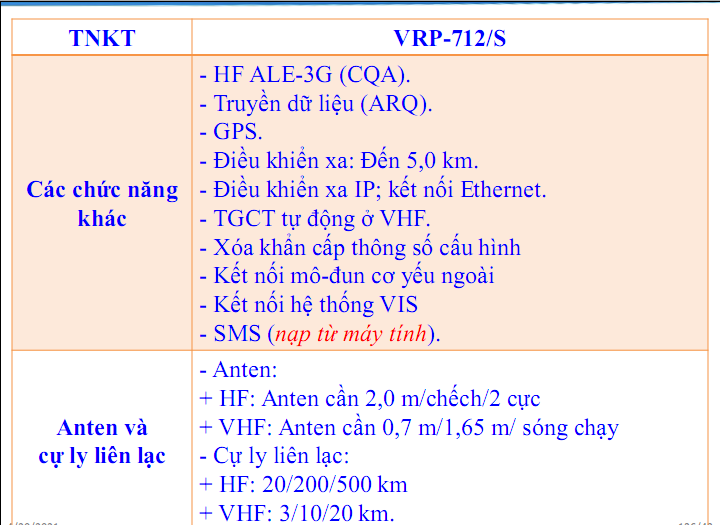 TNKT
VRP-712/S
Các chức năng
khác
- HF ALE-3G (CQA).
- Truyền dữ liệu (ARQ).
- GPS.
- Điều khiển xa: Đến 5,0 km.
- Điều khiển xa IP; kết nối Ethernet.
- TGCT tự động ở VHF.
- Xóa khẩn cấp thông số cấu hình
- Kết nối mô-đun cơ yếu ngoài
- Kết nối hệ thống VIS
- SMS (nạp từ máy tính).
Anten và
cự ly liên lạc
- Anten:
+ HF: Anten cần 2,0 m/chếch/2 cực
+ VHF: Anten cần 0,7 m/1,65 m/ sóng chạy
- Cự ly liên lạc:
+ HF: 20/200/500 km
+ VHF: 3/10/20 km.